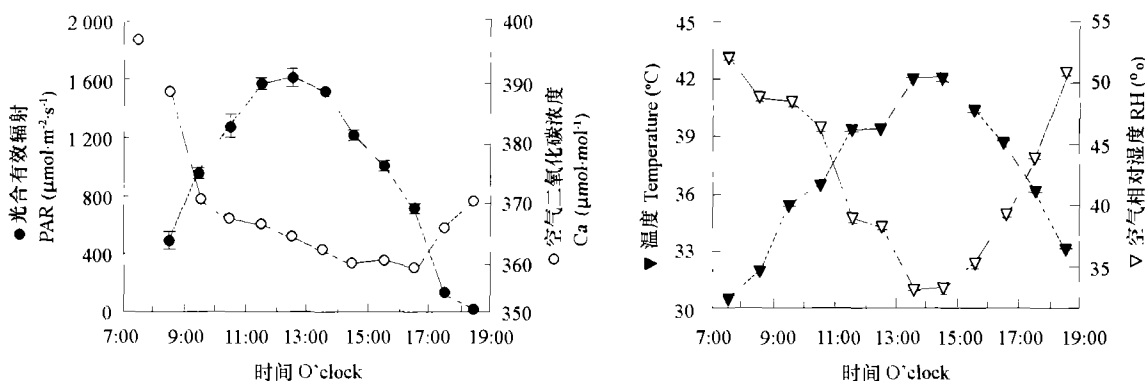 ●光合有效辐射
PAR (μmol·m⁻²·s⁻¹)
2 000
1 600
1 200
800
400
0
400
390
380
370
360
350
○空气二氧化碳浓度
Ca (μmol·mol⁻¹)
7:00 9:00 11:00 13:00 15:00 17:00 19:00
时间 O'clock
▼温度 Temperature (°C)
45
42
39
36
33
30
55
50
45
40
35
▽空气相对湿度 RH (%)
7:00 9:00 11:00 13:00 15:00 17:00 19:00
时间 O'clock